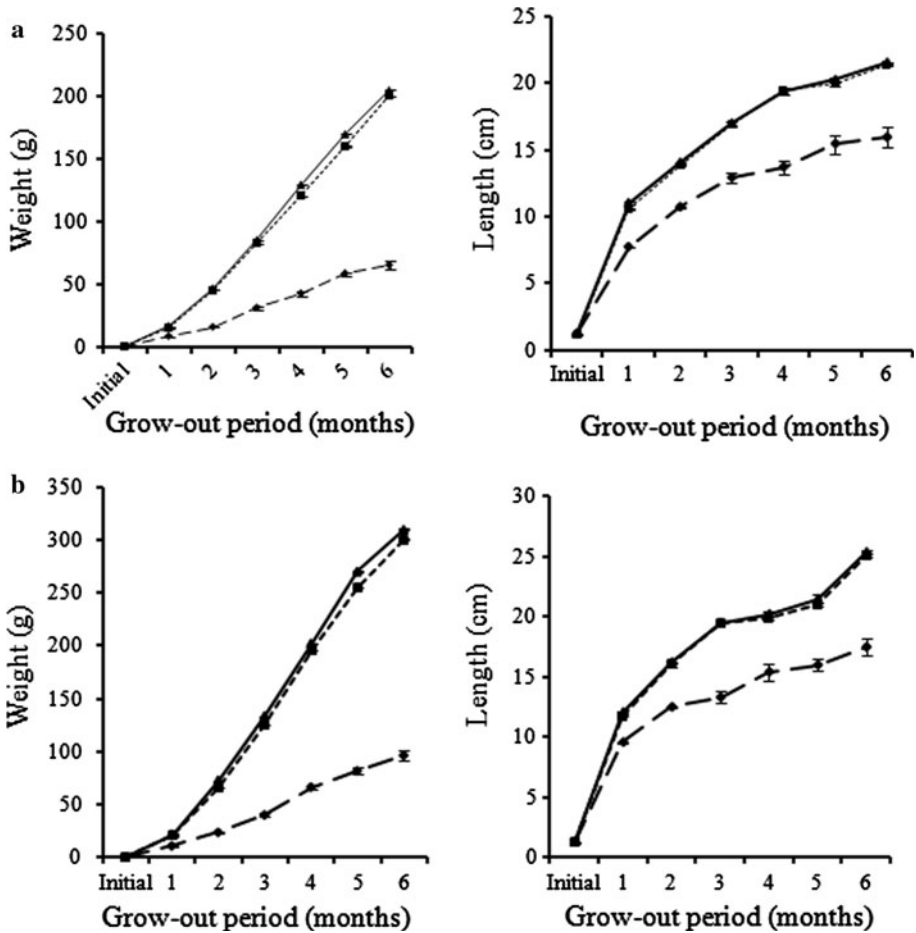 a
250
200
150
100
50
0
Weight (g)
Initial 1 2 3 4 5 6
Grow-out period (months)
25
20
15
10
5
0
Length (cm)
Initial 1 2 3 4 5 6
Grow-out period (months)
b
350
300
250
200
150
100
50
0
Weight (g)
Initial 1 2 3 4 5 6
Grow-out period (months)
30
25
20
15
10
5
0
Length (cm)
Initial 1 2 3 4 5 6
Grow-out period (months)